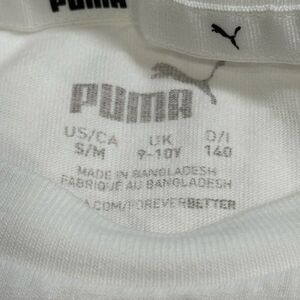 PUMA
PUMA
US/CA UK D/I
S/M 9-10Y 140
MADE IN BANGLADESH
FABRIQUÉ AU BANGLADESH
A.COM/FOREVERBETTER